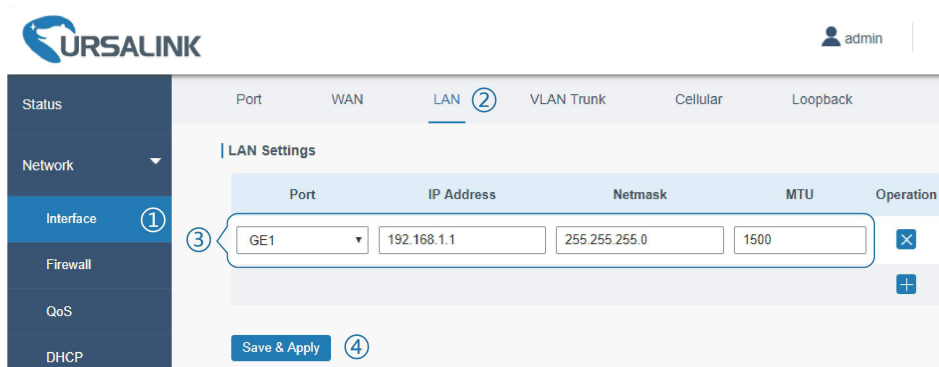 URSALINK
admin
Status
Port WAN LAN ② VLAN Trunk Cellular Loopback
LAN Settings
Network
Port IP Address Netmask MTU Operation
Interface ①
③ GE1 192.168.1.1 255.255.255.0 1500
Firewall
QoS
Save & Apply ④
DHCP